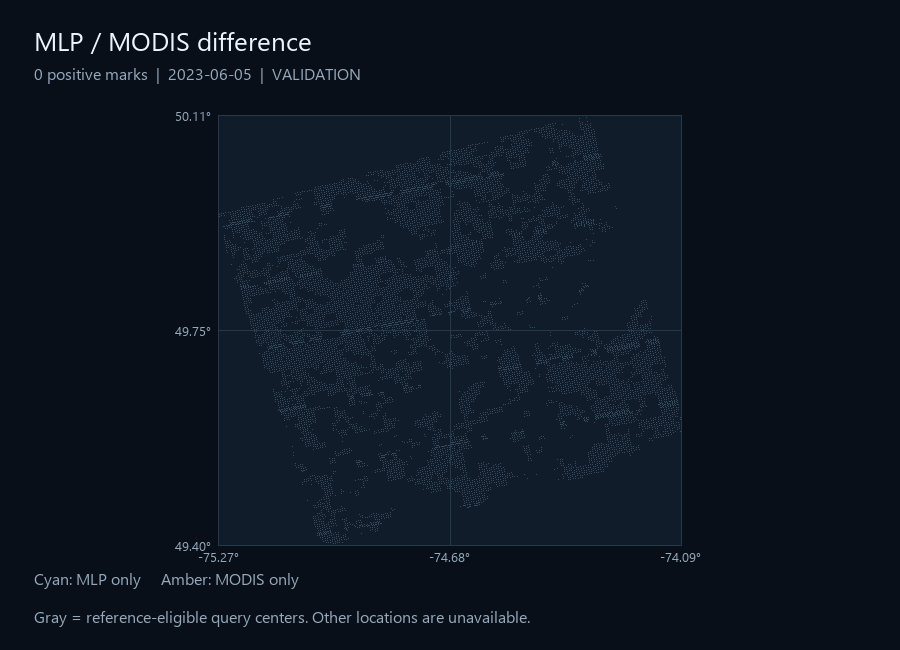 MLP / MODIS difference
0 positive marks | 2023-06-05 | VALIDATION
50.11°
49.75°
49.40°
-75.27° -74.68° -74.09°
Cyan: MLP only Amber: MODIS only
Gray = reference-eligible query centers. Other locations are unavailable.